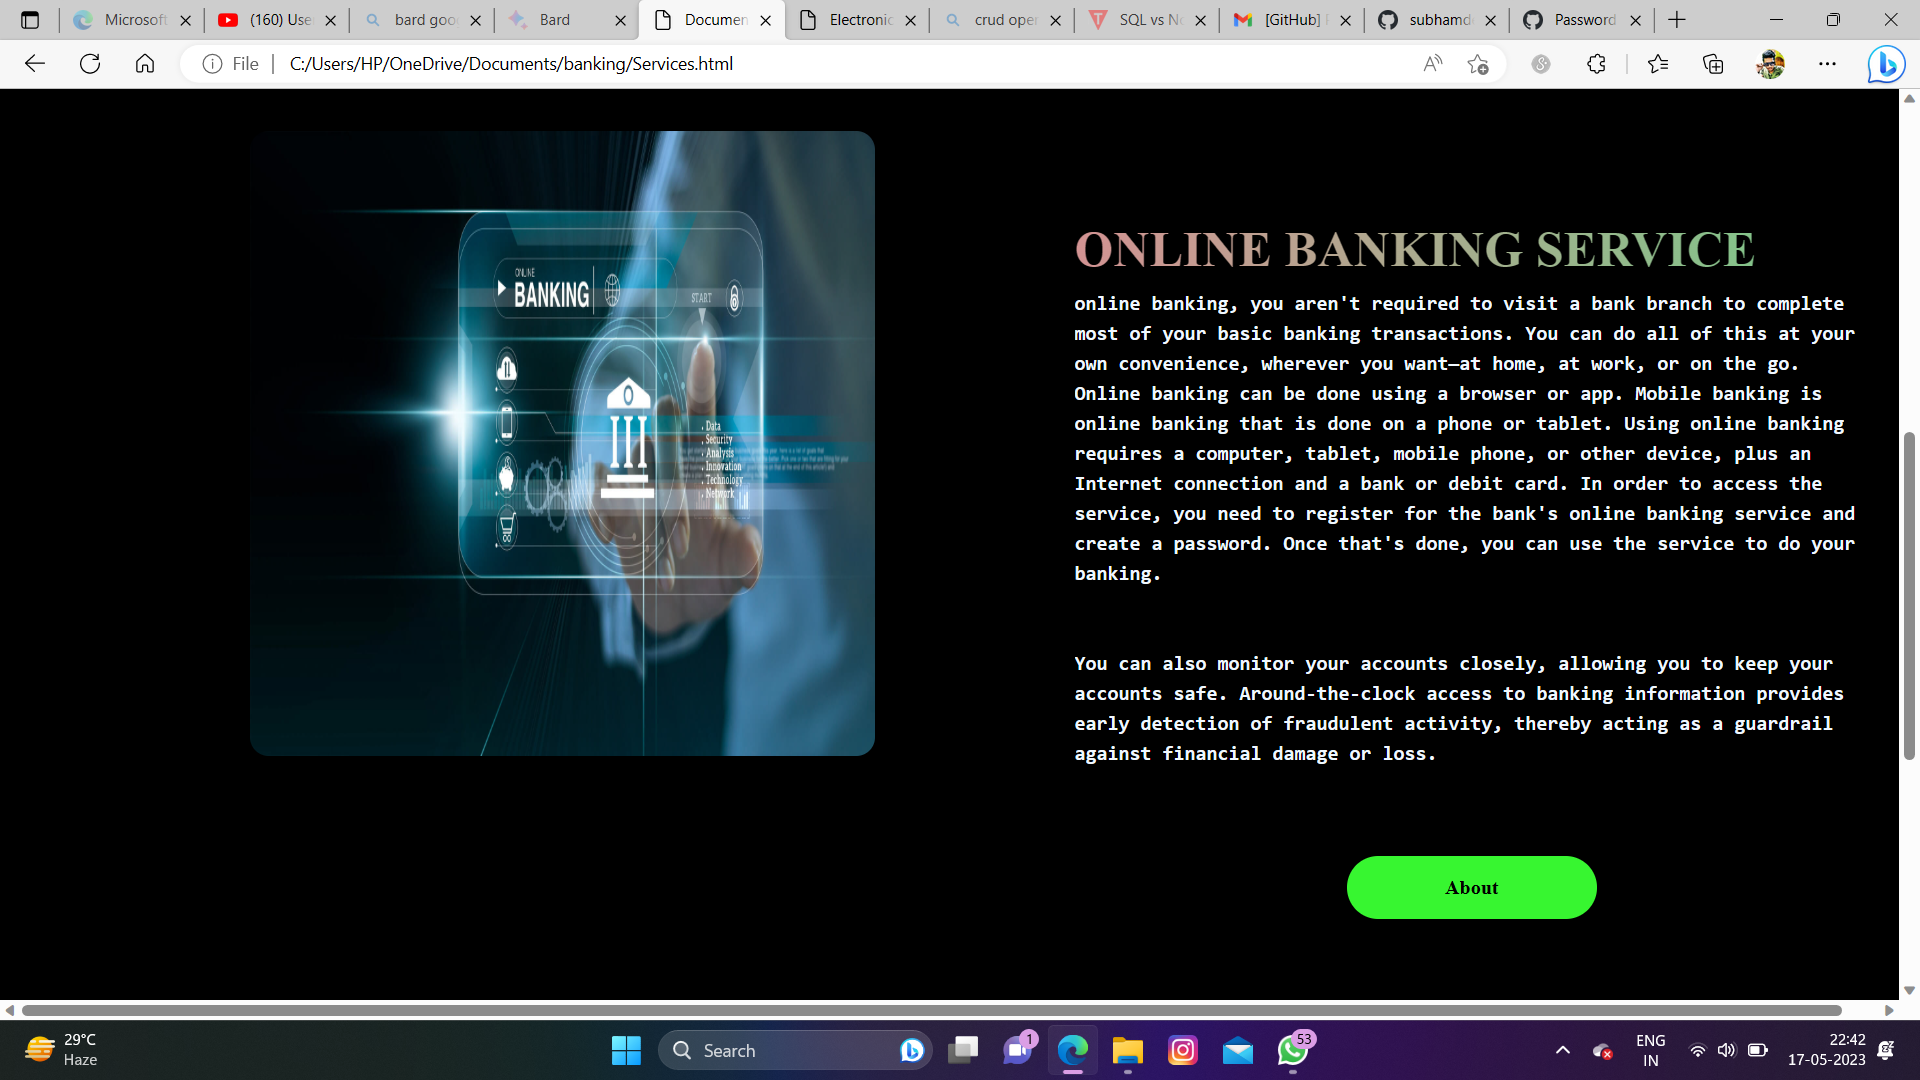 Microsoft
(160) Use
bard goo
Bard
Documen
Electronic
crud oper
SQL vs No
[GitHub]
subhamd
Password
File
C:/Users/HP/OneDrive/Documents/banking/Services.html
ONLINE
BANKING
START
. Data
. Security
. Analysis
. Innovation
. Technology
. Network
ONLINE BANKING SERVICE
online banking, you aren't required to visit a bank branch to complete
most of your basic banking transactions. You can do all of this at your
own convenience, wherever you want—at home, at work, or on the go.
Online banking can be done using a browser or app. Mobile banking is
online banking that is done on a phone or tablet. Using online banking
requires a computer, tablet, mobile phone, or other device, plus an
Internet connection and a bank or debit card. In order to access the
service, you need to register for the bank's online banking service and
create a password. Once that's done, you can use the service to do your
banking.
You can also monitor your accounts closely, allowing you to keep your
accounts safe. Around-the-clock access to banking information provides
early detection of fraudulent activity, thereby acting as a guardrail
against financial damage or loss.
About
29°C
Haze
Search
1
53
ENG
IN
22:42
17-05-2023